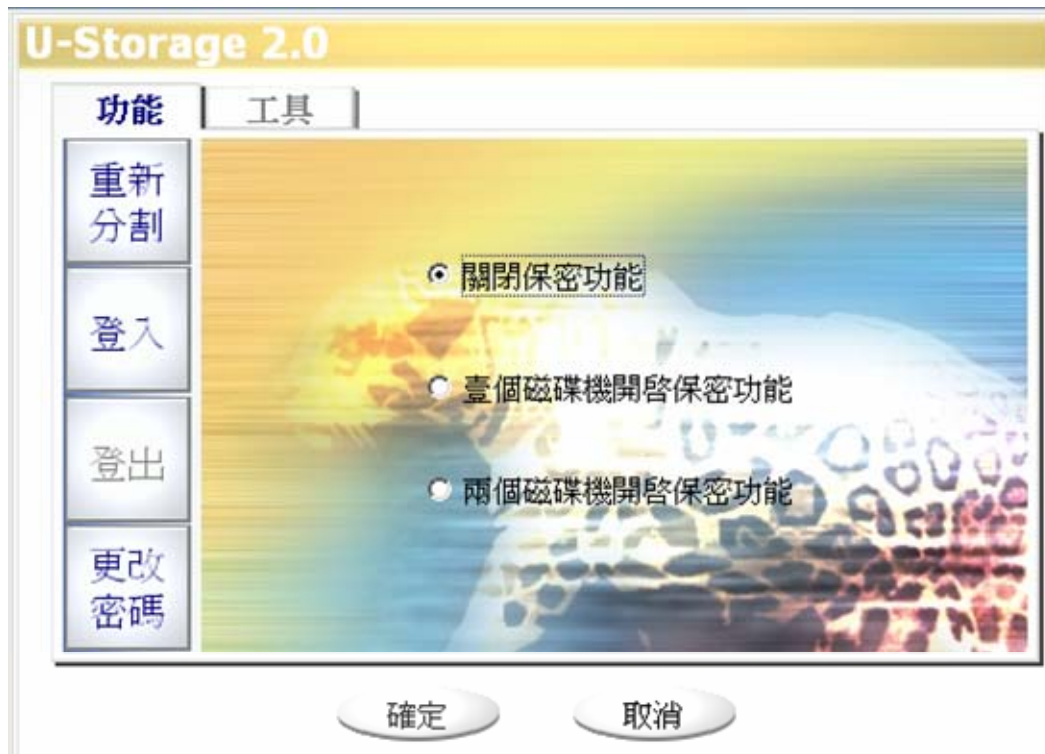 U-Storage 2.0
功能
工具
重新
分割
登入
登出
更改
密碼
關閉保密功能
壹個磁碟機開啓保密功能
兩個磁碟機開啓保密功能
確定
取消